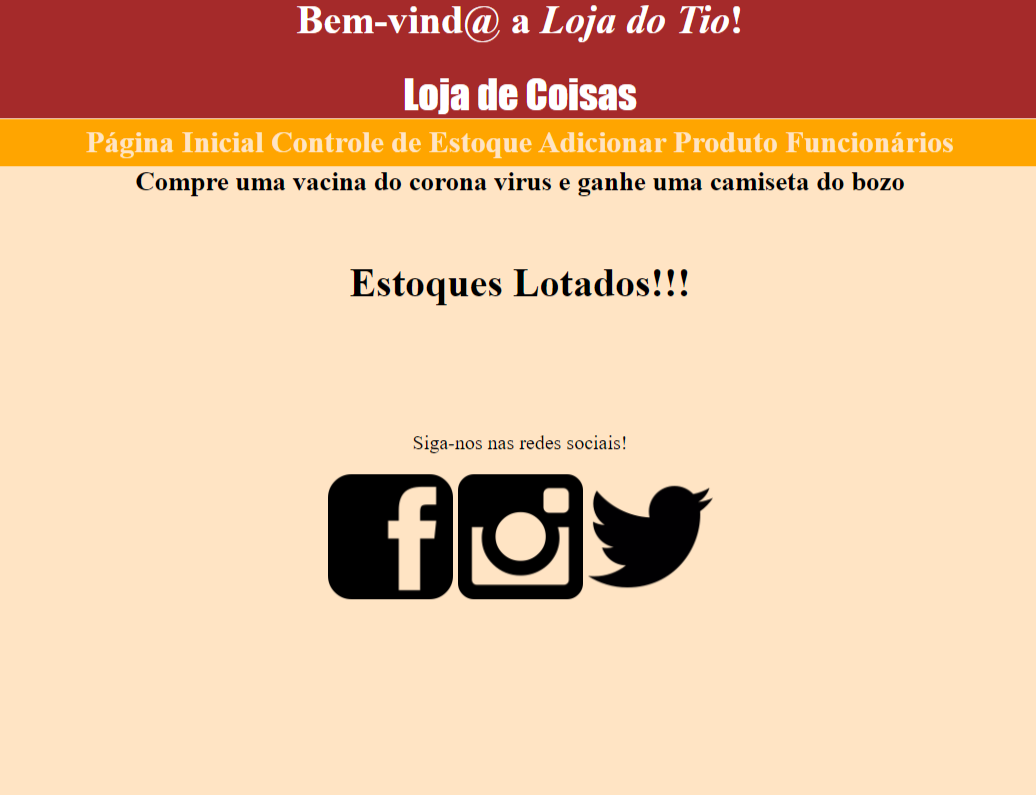 Bem-vind@ a Loja do Tio!
Loja de Coisas
Página Inicial Controle de Estoque Adicionar Produto Funcionários
Compre uma vacina do corona virus e ganhe uma camiseta do bozo
Estoques Lotados!!!
Siga-nos nas redes sociais!